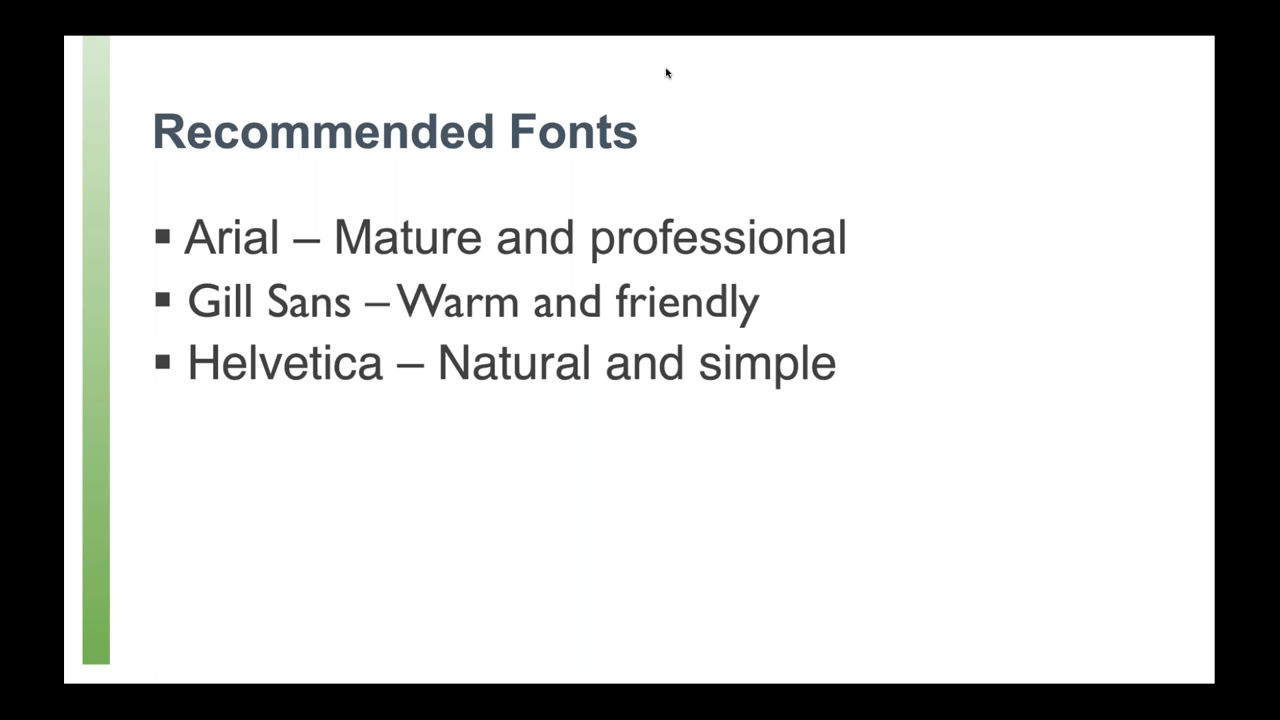 Recommended Fonts
▪ Arial – Mature and professional
▪ Gill Sans – Warm and friendly
▪ Helvetica – Natural and simple